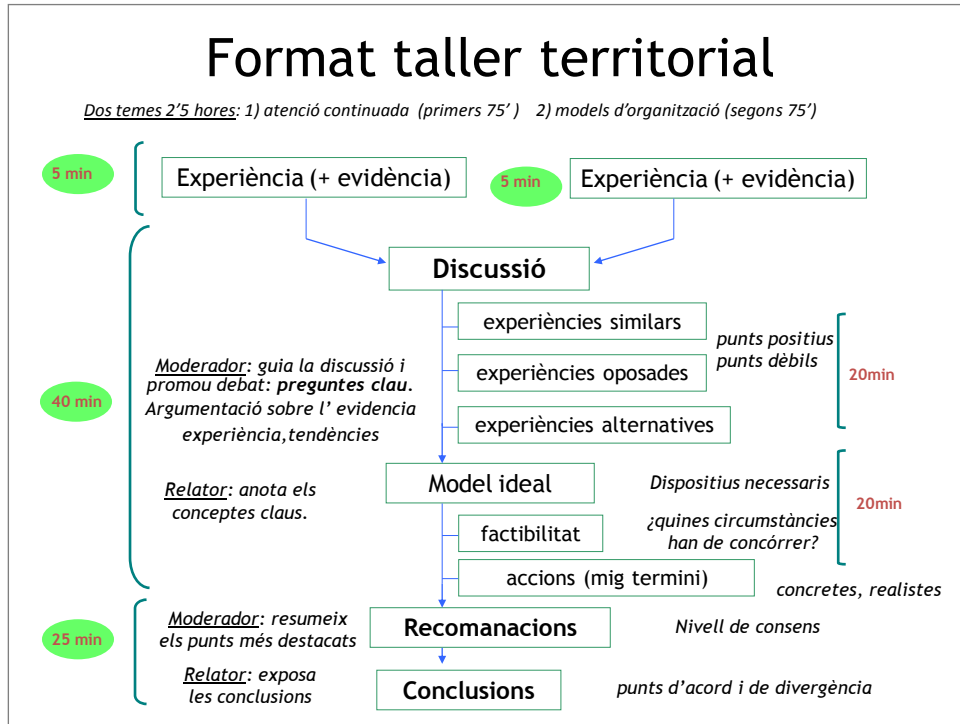 Format taller territorial
Dos temes 2'5 hores: 1) atenció continuada (primers 75' ) 2) models d'organització (segons 75')
5 min
Experiència (+ evidència)
5 min
Experiència (+ evidència)
Discussió
experiències similars
punts positius
punts dèbils
Moderador: guia la discussió i
promou debat: preguntes clau.
Argumentació sobre l' evidencia
experiència,tendències
experiències oposades
20min
40 min
experiències alternatives
Model ideal
Dispositius necessaris
Relator: anota els
conceptes claus.
20min
factibilitat
¿quines circumstàncies
han de concórrer?
accions (mig termini)
concretes, realistes
Moderador: resumeix
els punts més destacats
25 min
Recomanacions
Nivell de consens
Relator: exposa
les conclusions
Conclusions
punts d'acord i de divergència